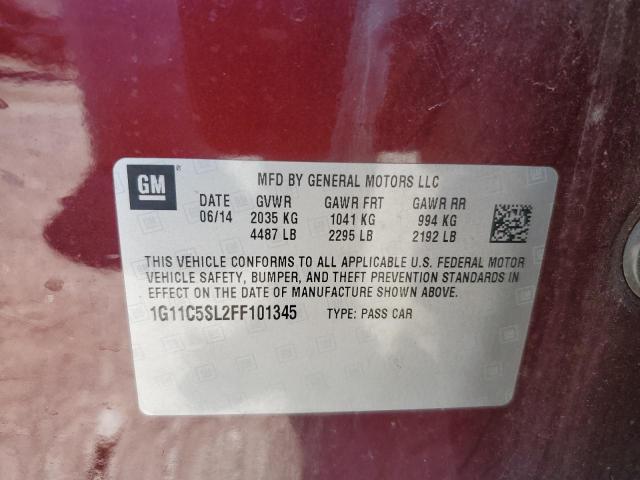 GM ®
MFD BY GENERAL MOTORS LLC
DATE GVWR GAWR FRT GAWR RR
06/14 2035 KG 1041 KG 994 KG
4487 LB 2295 LB 2192 LB
THIS VEHICLE CONFORMS TO ALL APPLICABLE U.S. FEDERAL MOTOR
VEHICLE SAFETY, BUMPER, AND THEFT PREVENTION STANDARDS IN
EFFECT ON THE DATE OF MANUFACTURE SHOWN ABOVE.
1G11C5SL2FF101345 TYPE: PASS CAR